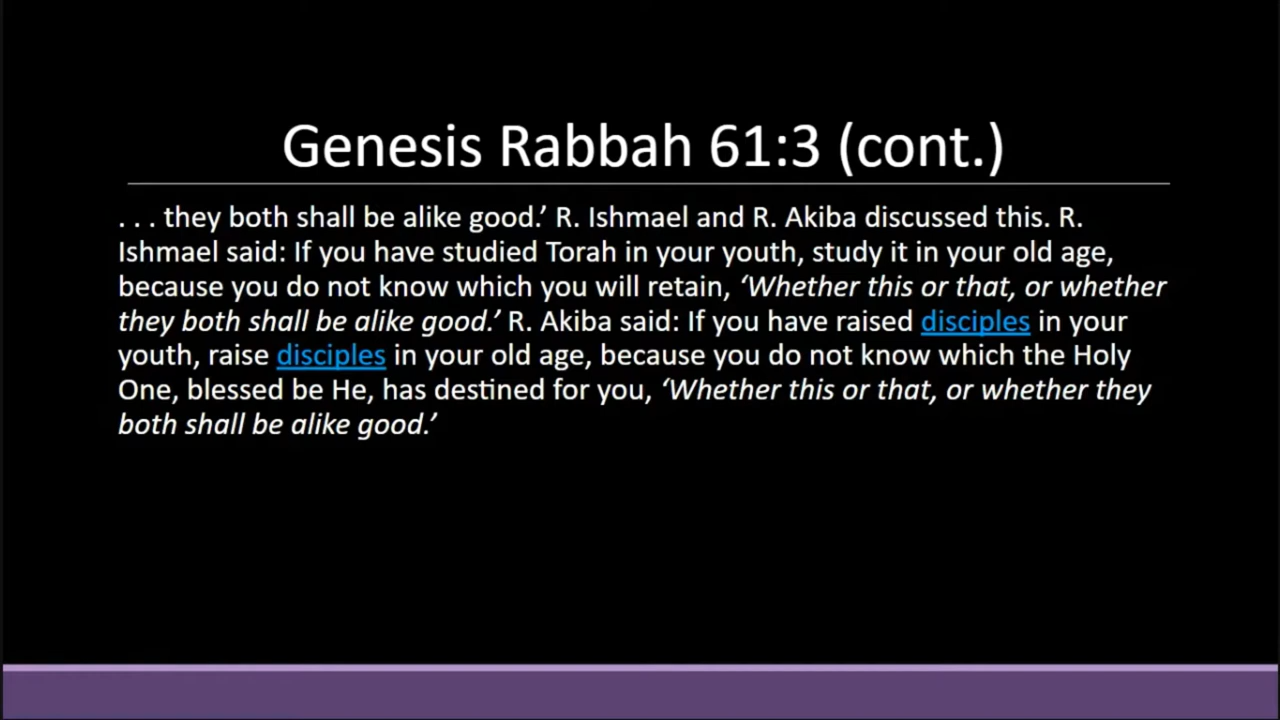 Genesis Rabbah 61:3 (cont.)
. . . they both shall be alike good.’ R. Ishmael and R. Akiba discussed this. R.
Ishmael said: If you have studied Torah in your youth, study it in your old age,
because you do not know which you will retain, ‘Whether this or that, or whether
they both shall be alike good.’ R. Akiba said: If you have raised disciples in your
youth, raise disciples in your old age, because you do not know which the Holy
One, blessed be He, has destined for you, ‘Whether this or that, or whether they
both shall be alike good.’